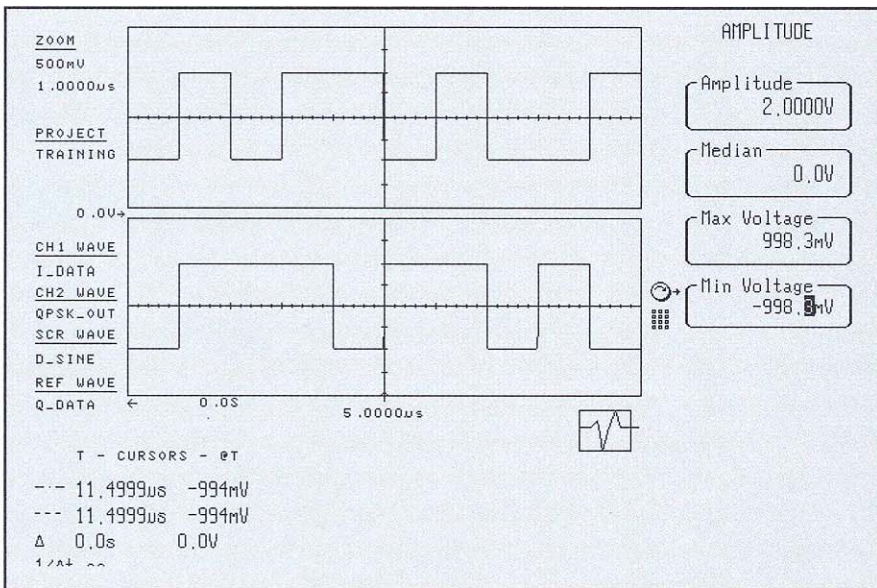 AMPLITUDE
ZOOM
500mV
1.0000us
PROJECT
TRAINING
0.0V→
CH1 WAVE
I_DATA
CH2 WAVE
QPSK_OUT
SCR WAVE
D_SINE
REF WAVE
Q_DATA
← 0.0S
5.0000us
Amplitude
2.0000V
Median
0.0V
Max Voltage
998.3mV
Min Voltage
-998. mV
T - CURSORS - @T
11.4999us -994mV
11.4999us -994mV
Δ 0.0s 0.0V